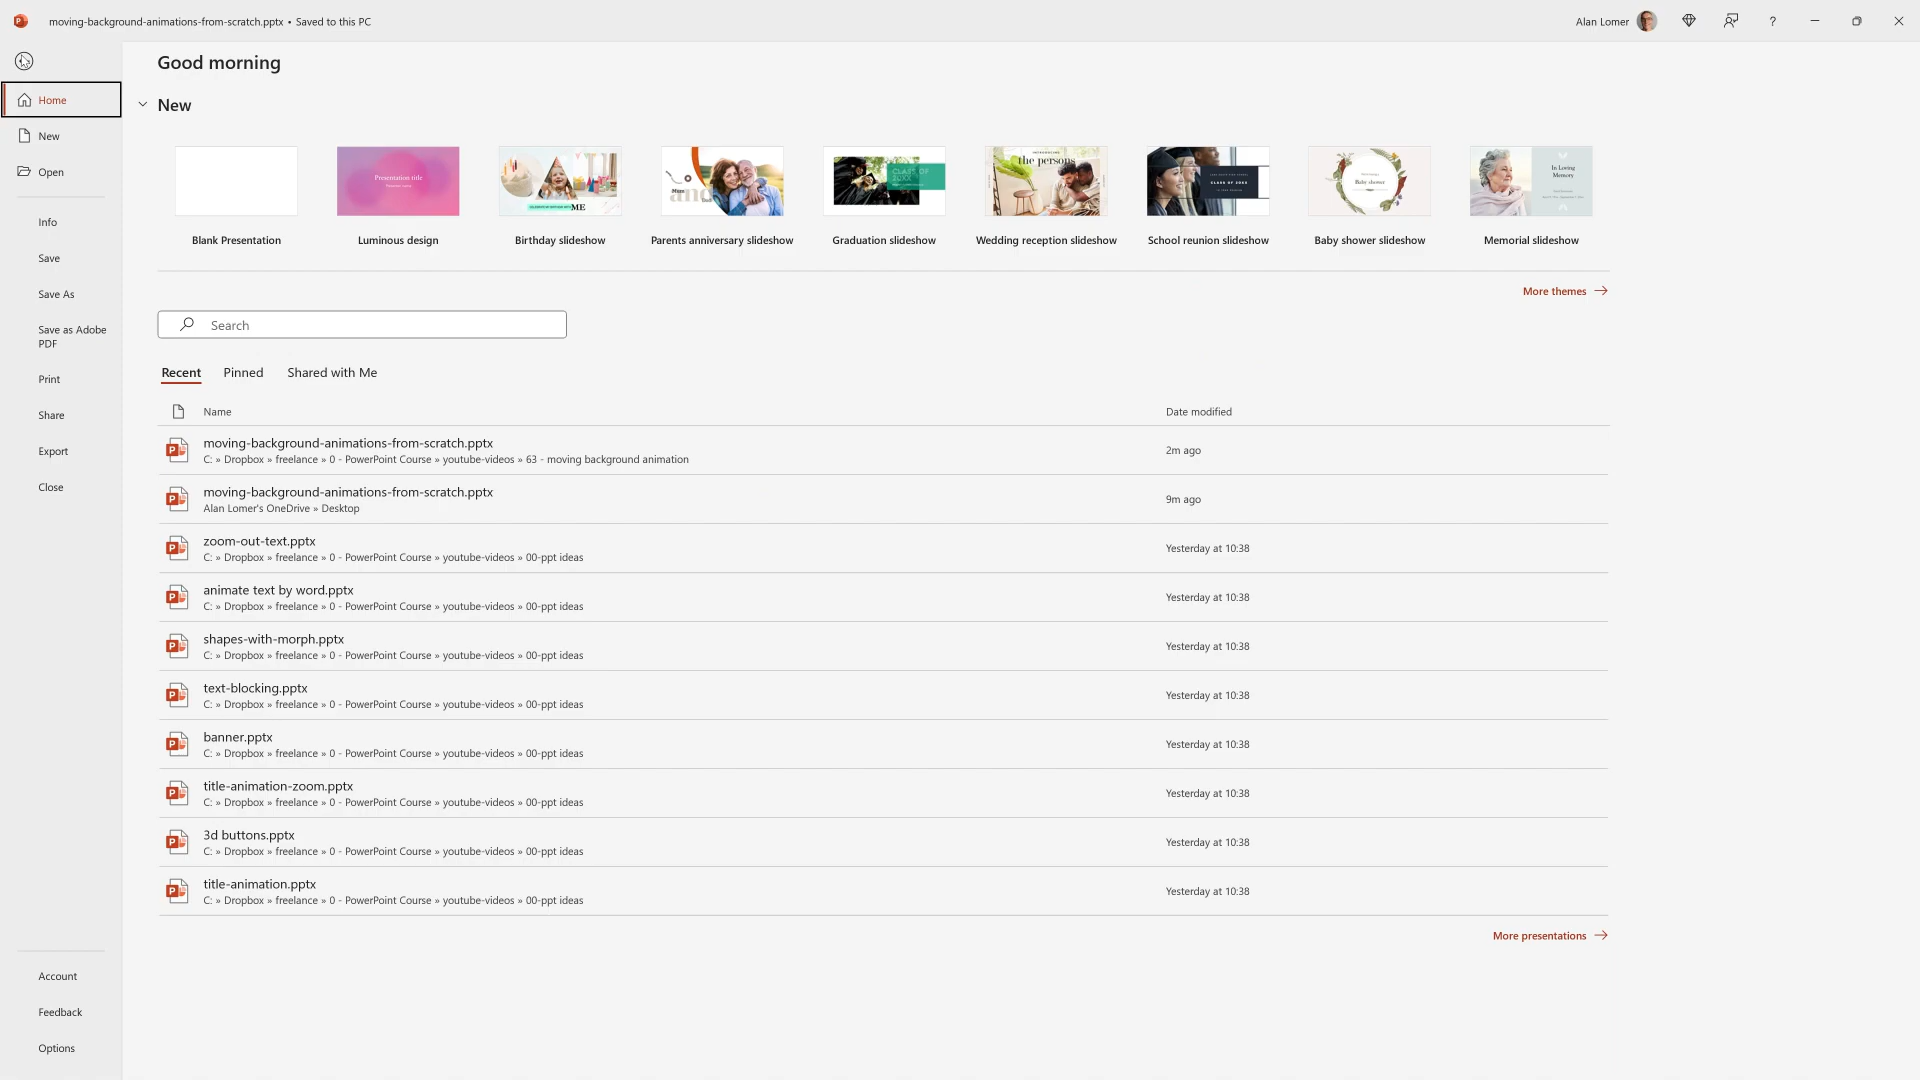 moving-background-animations-from-scratch.pptx • Saved to this PC
Alan Lomer
?
Home
New
Open
Info
Save
Save As
Save as Adobe
PDF
Print
Share
Export
Close
Account
Feedback
Options
Good morning
New
Presentation title
ME
CLASS OF
20XX
INTRODUCING
the persons
CLASS OF 20XX
Baby shower
In Loving
Memory
Blank Presentation
Luminous design
Birthday slideshow
Parents anniversary slideshow
Graduation slideshow
Wedding reception slideshow
School reunion slideshow
Baby shower slideshow
Memorial slideshow
More themes
Search
Recent
Pinned
Shared with Me
Name
Date modified
moving-background-animations-from-scratch.pptx
C: » Dropbox » freelance » 0 - PowerPoint Course » youtube-videos » 63 - moving background animation
2m ago
moving-background-animations-from-scratch.pptx
Alan Lomer's OneDrive » Desktop
9m ago
zoom-out-text.pptx
C: » Dropbox » freelance » 0 - PowerPoint Course » youtube-videos » 00-ppt ideas
Yesterday at 10:38
animate text by word.pptx
C: » Dropbox » freelance » 0 - PowerPoint Course » youtube-videos » 00-ppt ideas
Yesterday at 10:38
shapes-with-morph.pptx
C: » Dropbox » freelance » 0 - PowerPoint Course » youtube-videos » 00-ppt ideas
Yesterday at 10:38
text-blocking.pptx
C: » Dropbox » freelance » 0 - PowerPoint Course » youtube-videos » 00-ppt ideas
Yesterday at 10:38
banner.pptx
C: » Dropbox » freelance » 0 - PowerPoint Course » youtube-videos » 00-ppt ideas
Yesterday at 10:38
title-animation-zoom.pptx
C: » Dropbox » freelance » 0 - PowerPoint Course » youtube-videos » 00-ppt ideas
Yesterday at 10:38
3d buttons.pptx
C: » Dropbox » freelance » 0 - PowerPoint Course » youtube-videos » 00-ppt ideas
Yesterday at 10:38
title-animation.pptx
C: » Dropbox » freelance » 0 - PowerPoint Course » youtube-videos » 00-ppt ideas
Yesterday at 10:38
More presentations